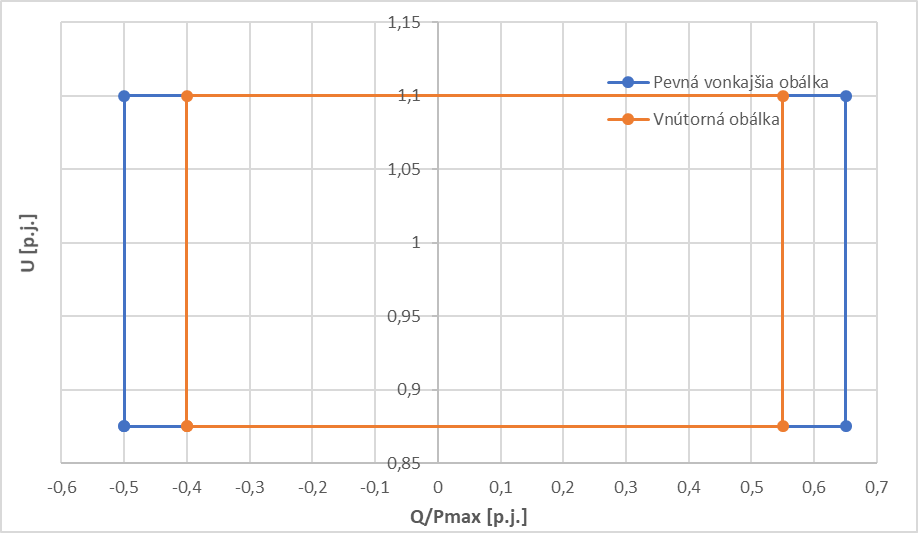 1,15
Pevná vonkajšia obálka
1,1
Vnútorná obálka
1,05
U [p.j.]
1
0,95
0,9
0,85
-0,6 -0,5 -0,4 -0,3 -0,2 -0,1 0 0,1 0,2 0,3 0,4 0,5 0,6 0,7
Q/Pmax [p.j.]